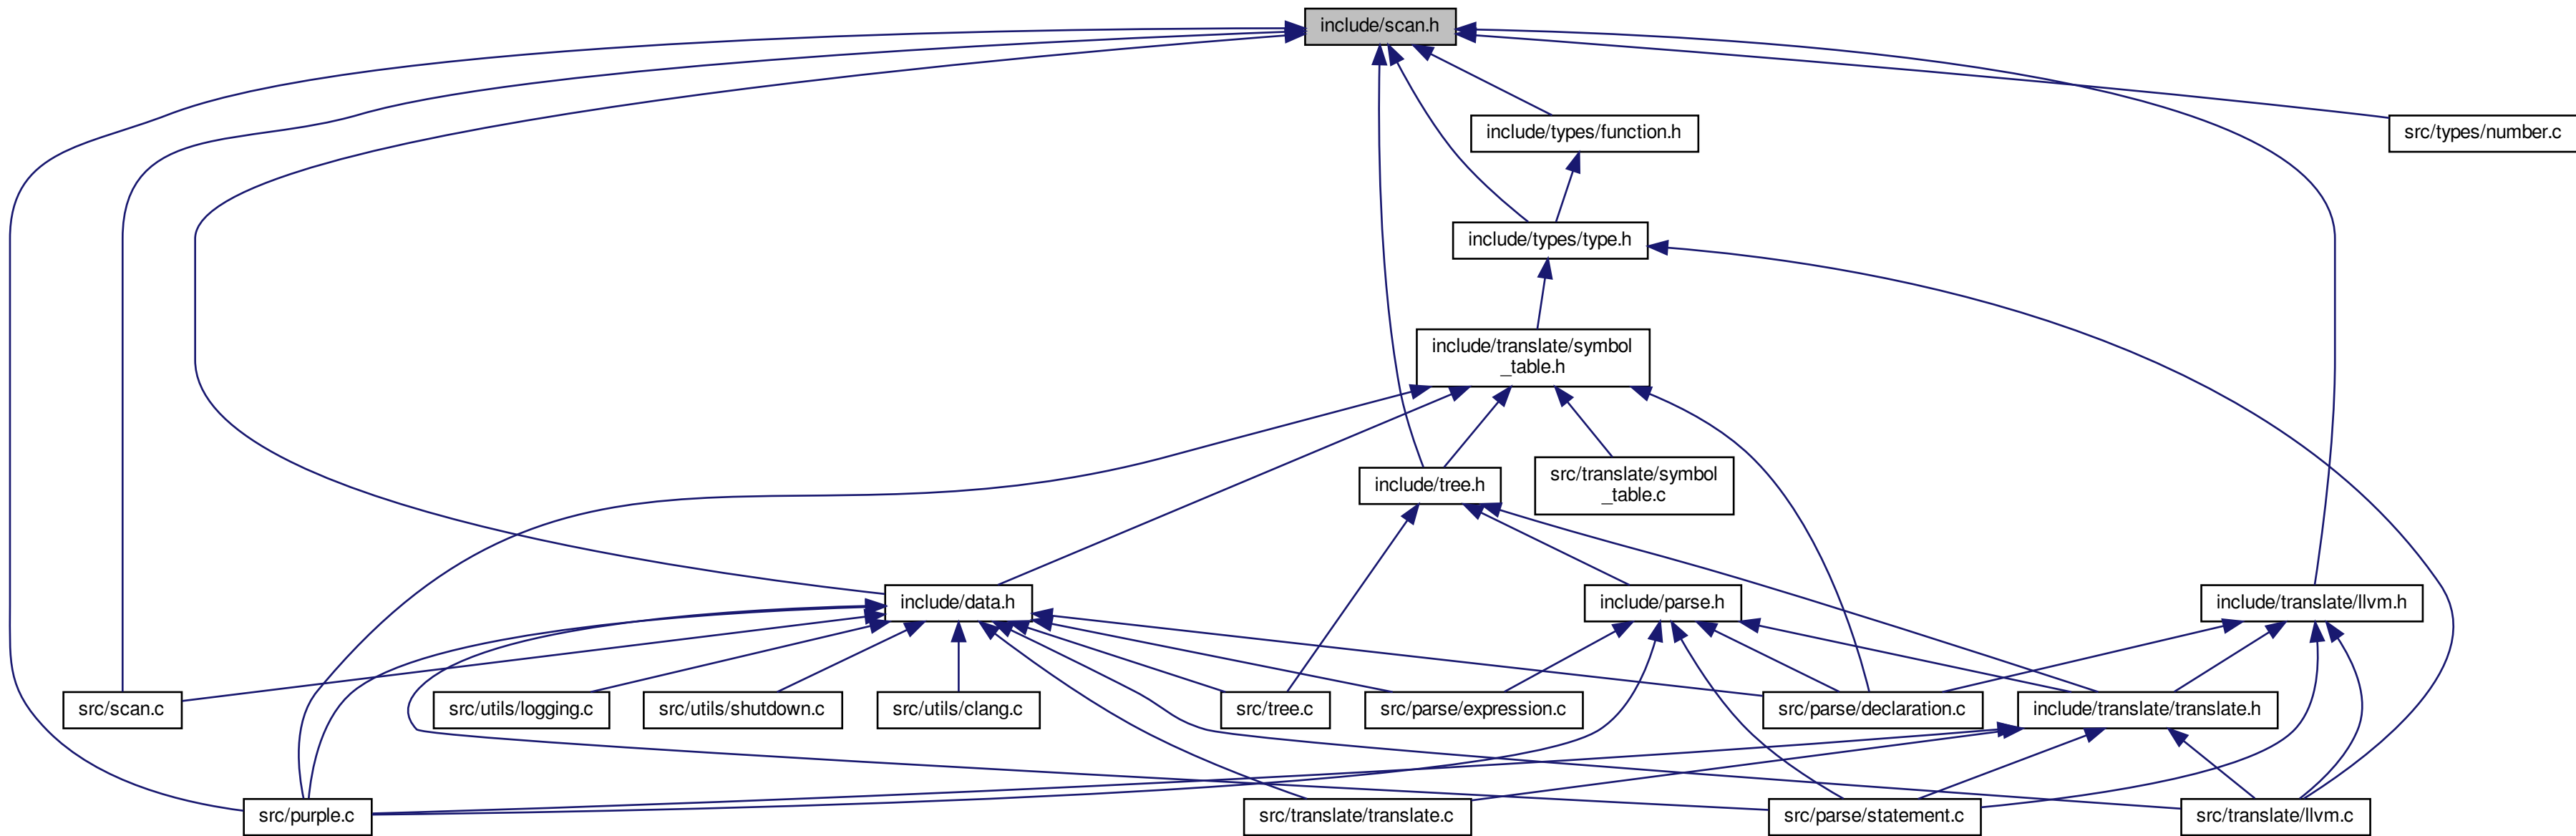 include/scan.h
include/types/function.h
src/types/number.c
include/types/type.h
include/translate/symbol
_table.h
include/tree.h
src/translate/symbol
_table.c
include/data.h
include/parse.h
include/translate/llvm.h
src/scan.c
src/utils/logging.c
src/utils/shutdown.c
src/utils/clang.c
src/tree.c
src/parse/expression.c
src/parse/declaration.c
include/translate/translate.h
src/purple.c
src/translate/translate.c
src/parse/statement.c
src/translate/llvm.c